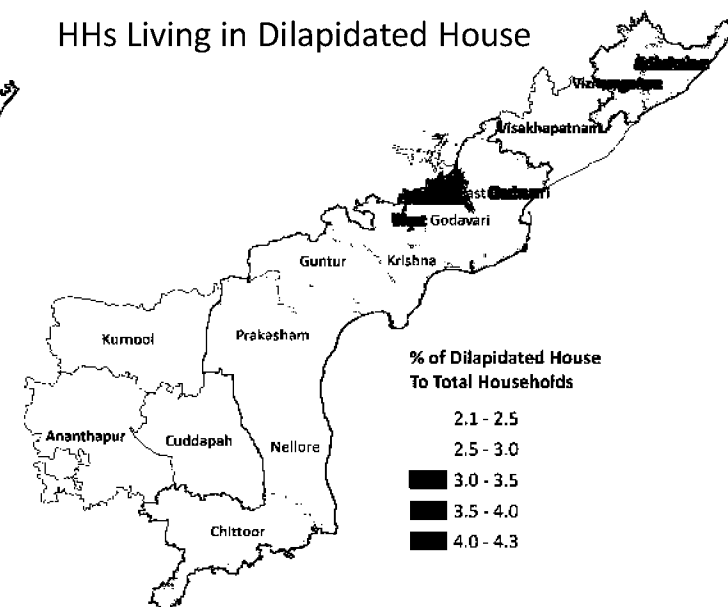 HHs Living in Dilapidated House
Visakhapatnam
Godavari
Guntur
Krishna
Kurnool
Prakasham
Ananthapur
Cuddapah
Nellore
Chittoor
% of Dilapidated House
To Total Households
2.1 - 2.5
2.5 - 3.0
3.0 - 3.5
3.5 - 4.0
4.0 - 4.3